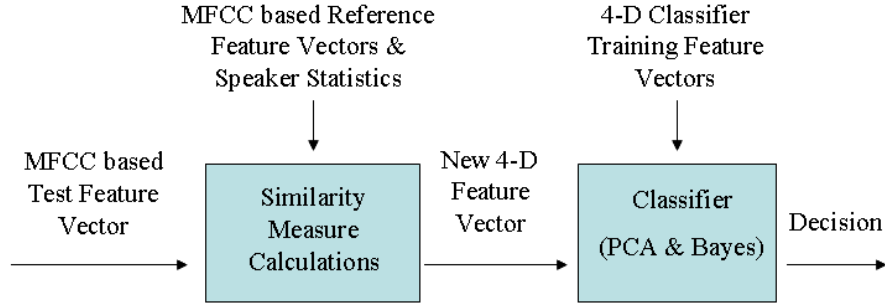 MFCC based Reference
Feature Vectors &
Speaker Statistics
4-D Classifier
Training Feature
Vectors
MFCC based
Test Feature
Vector
Similarity
Measure
Calculations
New 4-D
Feature
Vector
Classifier
(PCA & Bayes)
Decision